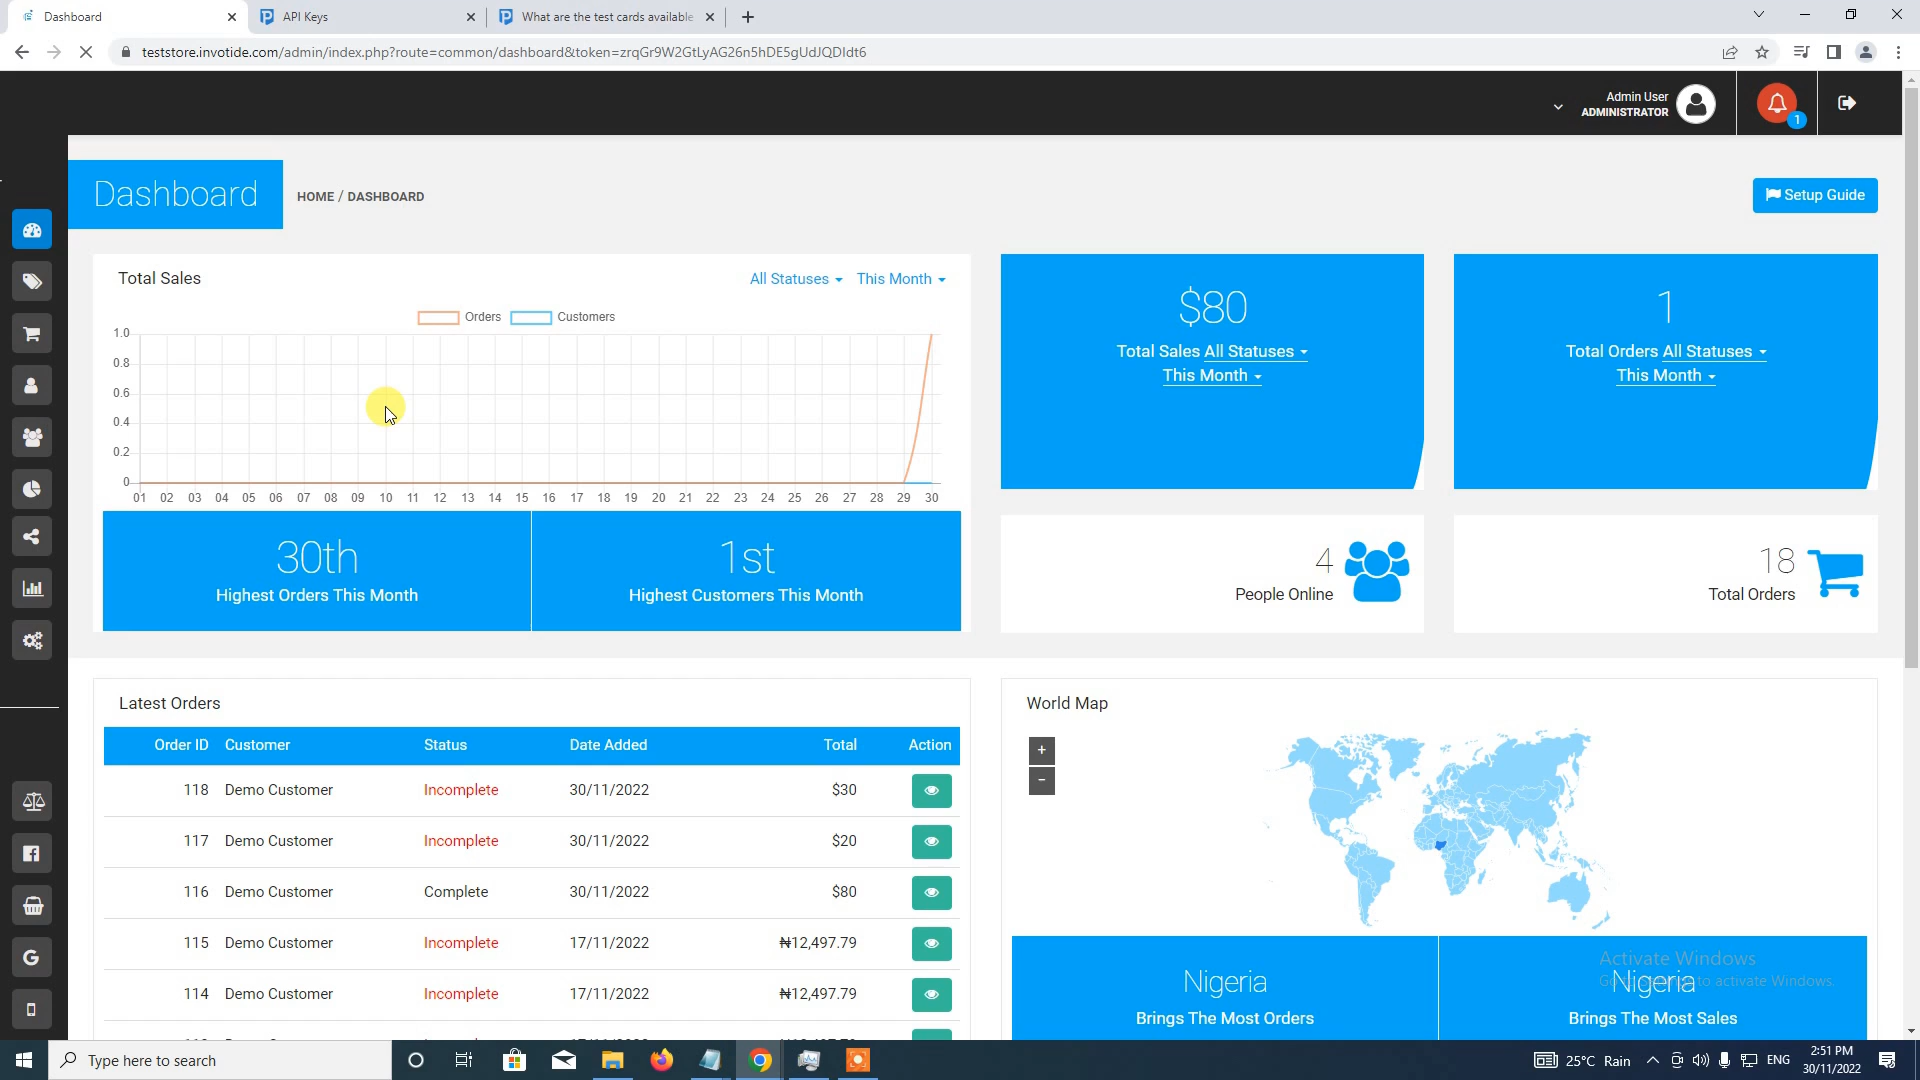 Dashboard
API Keys
What are the test cards available
teststore.invotide.com/admin/index.php?route=common/dashboard&token=zrqGr9W2GtLyAG26n5hDE5gUdJQDIdt6
Admin User
ADMINISTRATOR
1
Dashboard
HOME / DASHBOARD
Setup Guide
Total Sales
All Statuses
This Month
Orders
Customers
1.0
0.8
0.6
0.4
0.2
0
01 02 03 04 05 06 07 08 09 10 11 12 13 14 15 16 17 18 19 20 21 22 23 24 25 26 27 28 29 30
30th
Highest Orders This Month
1st
Highest Customers This Month
$80
Total Sales All Statuses
This Month
1
Total Orders All Statuses
This Month
4
People Online
18
Total Orders
Latest Orders
Order ID Customer Status Date Added Total Action
118 Demo Customer Incomplete 30/11/2022 $30
117 Demo Customer Incomplete 30/11/2022 $20
116 Demo Customer Complete 30/11/2022 $80
115 Demo Customer Incomplete 17/11/2022 ₦12,497.79
114 Demo Customer Incomplete 17/11/2022 ₦12,497.79
World Map
+
−
Nigeria
Brings The Most Orders
Nigeria
Brings The Most Sales
Activate Windows
to activate Windows.
Type here to search
25°C Rain
ENG
2:51 PM
30/11/2022